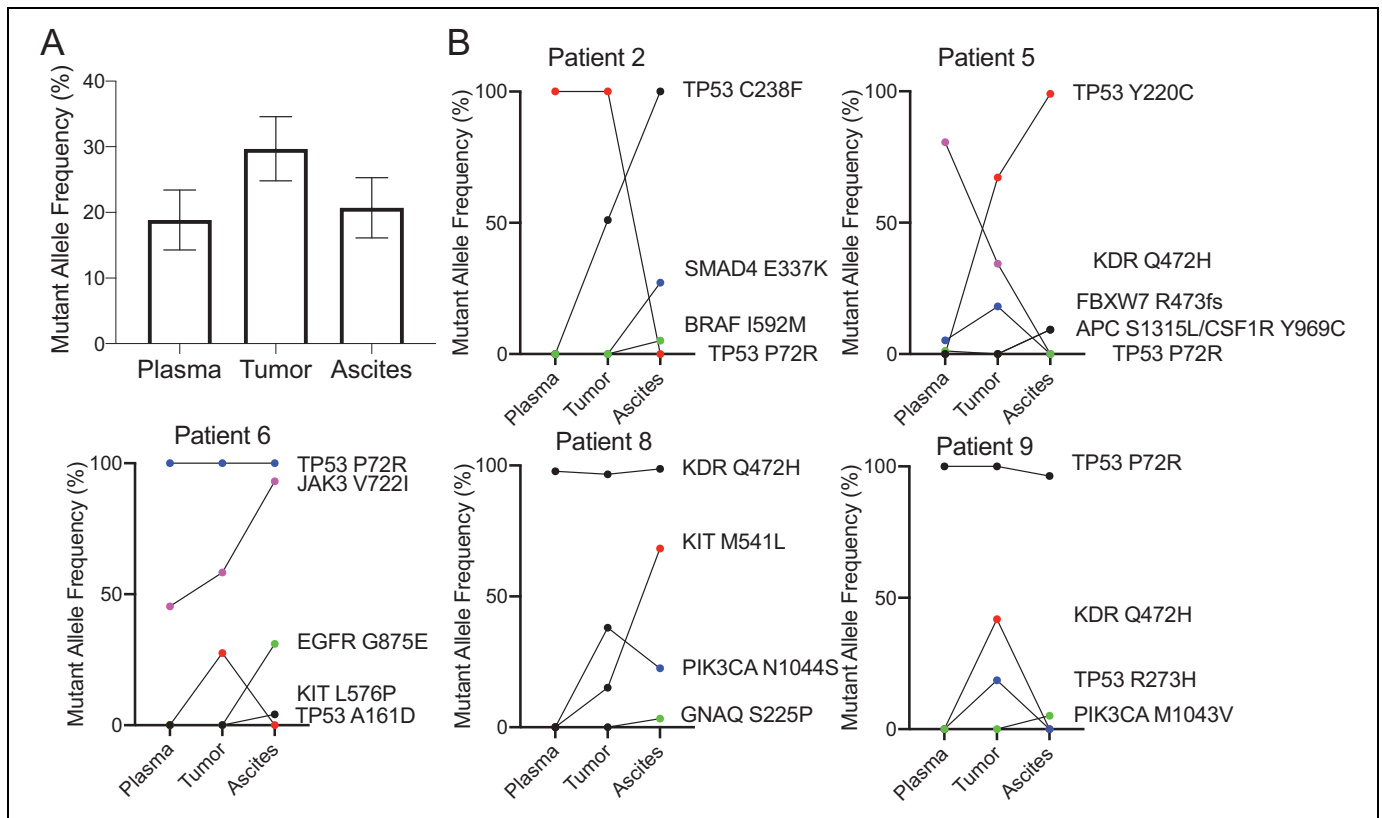 A
Mutant Allele Frequency (%)
40
30
20
10
0
Plasma Tumor Ascites
B
Patient 2
Mutant Allele Frequency (%)
100
50
0
TP53 C238F
SMAD4 E337K
BRAF I592M
TP53 P72R
Plasma Tumor Ascites
Patient 5
Mutant Allele Frequency (%)
100
50
0
TP53 Y220C
KDR Q472H
FBXW7 R473fs
APC S1315L/CSF1R Y969C
TP53 P72R
Plasma Tumor Ascites
Patient 6
Mutant Allele Frequency (%)
100
50
0
TP53 P72R
JAK3 V722I
EGFR G875E
KIT L576P
TP53 A161D
Plasma Tumor Ascites
Patient 8
Mutant Allele Frequency (%)
100
50
0
KDR Q472H
KIT M541L
PIK3CA N1044S
GNAQ S225P
Plasma Tumor Ascites
Patient 9
Mutant Allele Frequency (%)
100
50
0
TP53 P72R
KDR Q472H
TP53 R273H
PIK3CA M1043V
Plasma Tumor Ascites